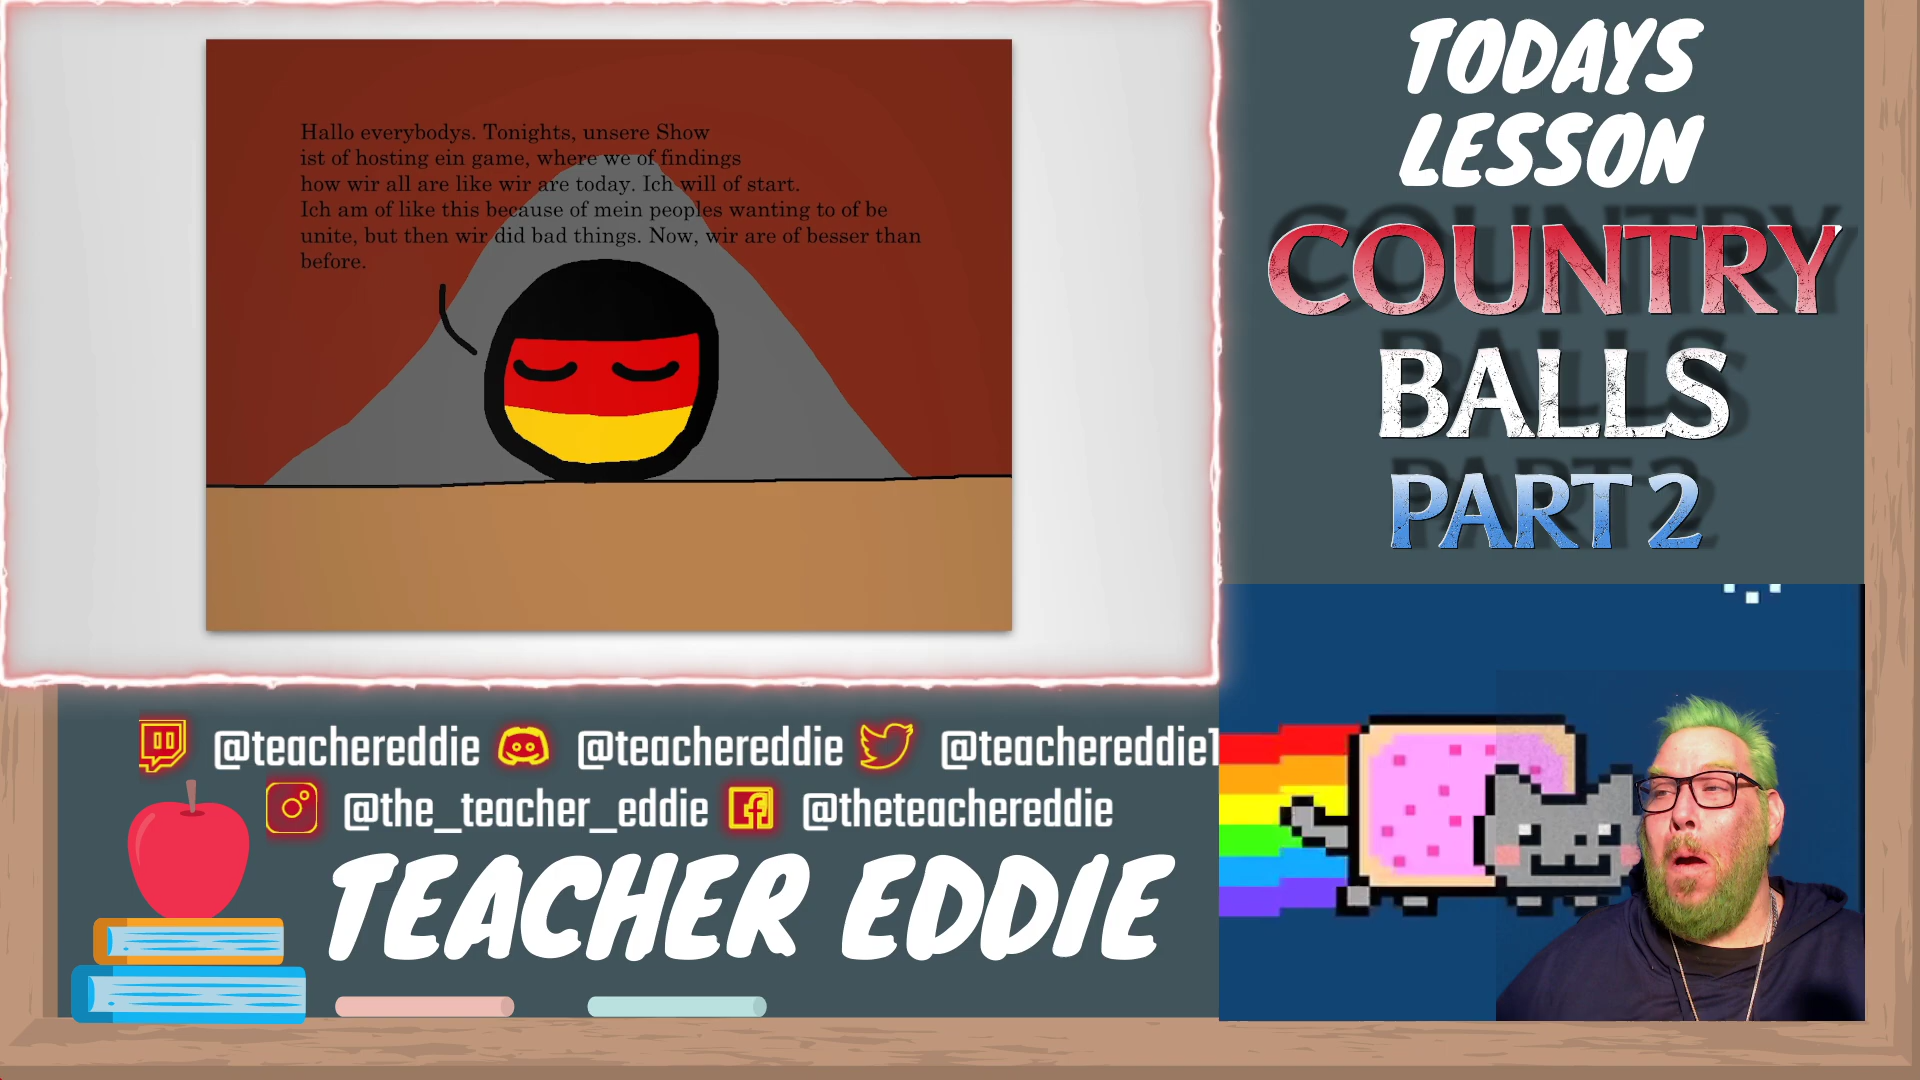 Hallo everybodys. Tonights, unsere Show
ist of hosting ein game, where we of findings
how wir all are like wir are today. Ich will of start.
Ich am of like this because of mein peoples wanting to of be
unite, but then wir did bad things. Now, wir are of besser than
before.
TODAYS
LESSON
COUNTRY
BALLS
PART 2
@teachereddie @teachereddie @teachereddie1
@the_teacher_eddie @theteachereddie
TEACHER EDDIE